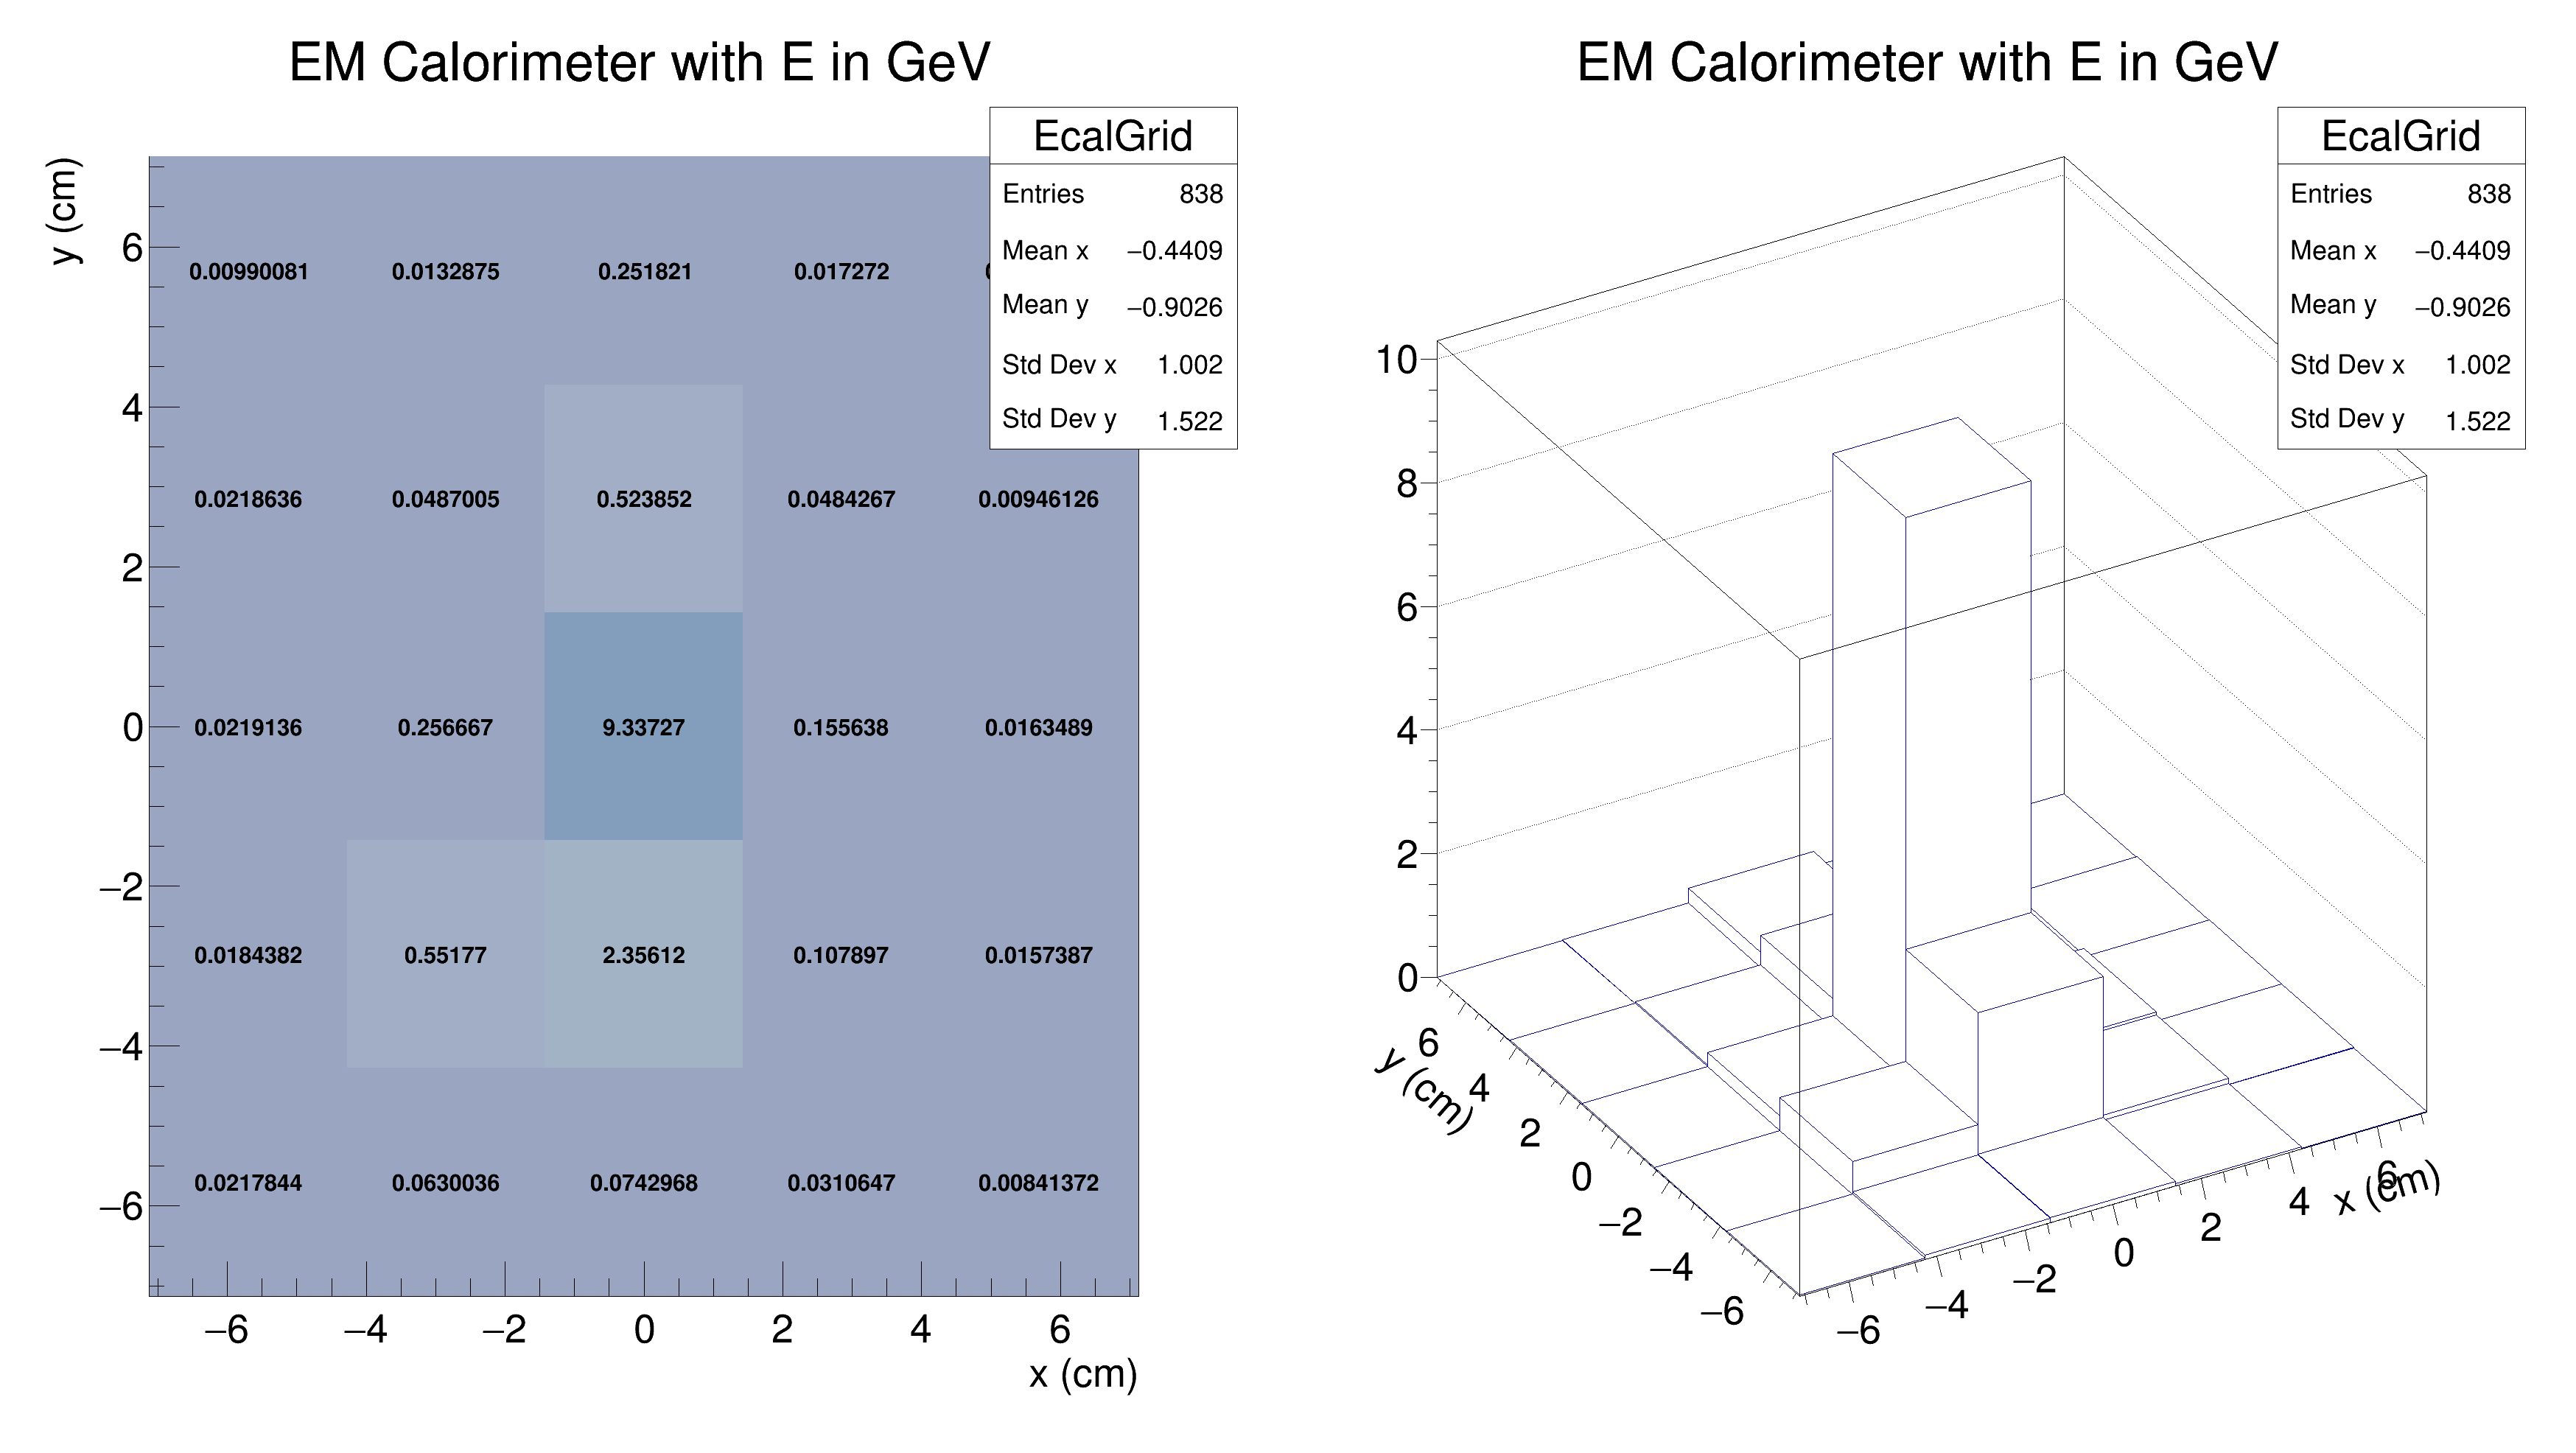 EM Calorimeter with E in GeV
EcalGrid
Entries 838
Mean x −0.4409
Mean y −0.9026
Std Dev x 1.002
Std Dev y 1.522
y (cm)
6
4
2
0
−2
−4
−6
0.00990081 0.0132875 0.251821 0.017272
0.0218636 0.0487005 0.523852 0.0484267 0.00946126
0.0219136 0.256667 9.33727 0.155638 0.0163489
0.0184382 0.55177 2.35612 0.107897 0.0157387
0.0217844 0.0630036 0.0742968 0.0310647 0.00841372
−6 −4 −2 0 2 4 6
x (cm)
EM Calorimeter with E in GeV
EcalGrid
Entries 838
Mean x −0.4409
Mean y −0.9026
Std Dev x 1.002
Std Dev y 1.522
10
8
6
4
2
0
y (cm)
6
4
2
0
−2
−4
−6
−6
−4
−2
0
2
4
6
x (cm)